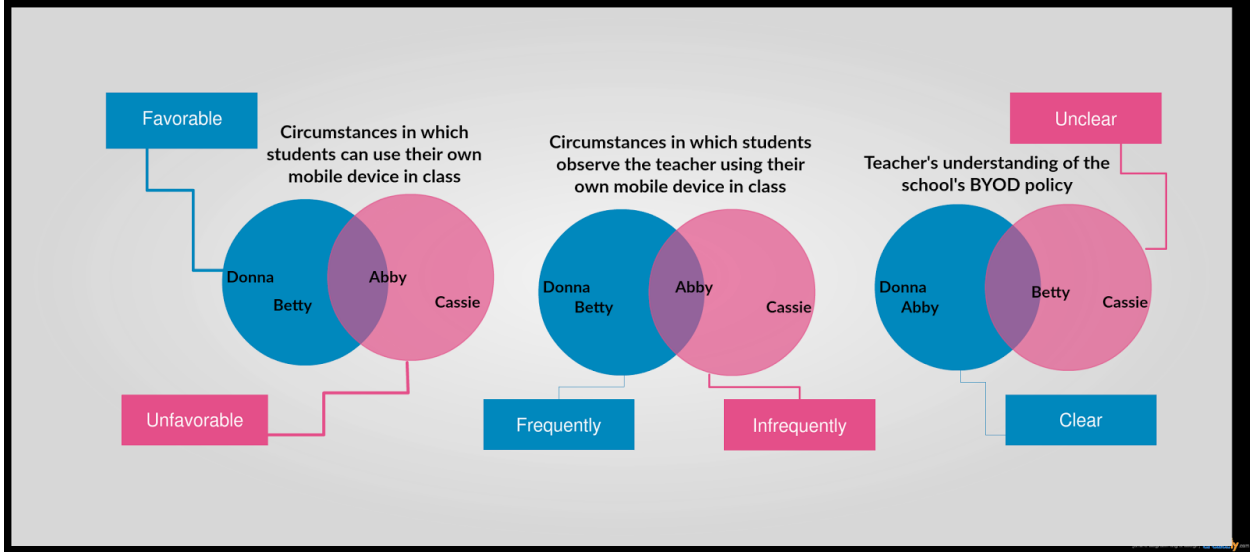 Favorable
Unclear
Circumstances in which
students can use their own
mobile device in class
Circumstances in which students
observe the teacher using their
own mobile device in class
Teacher's understanding of the
school's BYOD policy
Donna
Betty
Abby
Cassie
Donna
Betty
Abby
Cassie
Donna
Abby
Betty
Cassie
Unfavorable
Frequently
Infrequently
Clear